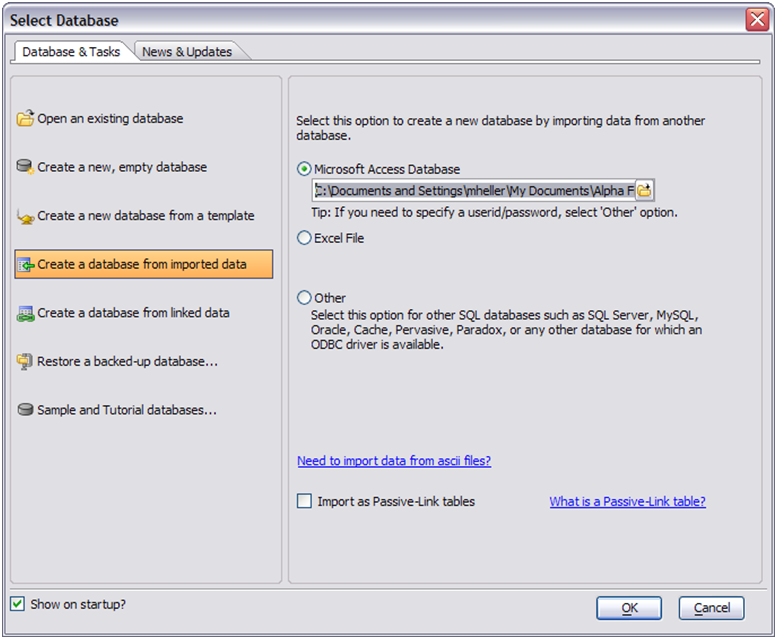 Select Database
Database & Tasks
News & Updates
Open an existing database
Create a new, empty database
Create a new database from a template
Create a database from imported data
Create a database from linked data
Restore a backed-up database...
Sample and Tutorial databases...
Select this option to create a new database by importing data from another
database.
Microsoft Access Database
C:\Documents and Settings\mheller\My Documents\Alpha F
Tip: If you need to specify a userid/password, select 'Other' option.
Excel File
Other
Select this option for other SQL databases such as SQL Server, MySQL,
Oracle, Cache, Pervasive, Paradox, or any other database for which an
ODBC driver is available.
Need to import data from ascii files?
Import as Passive-Link tables
What is a Passive-Link table?
Show on startup?
OK
Cancel